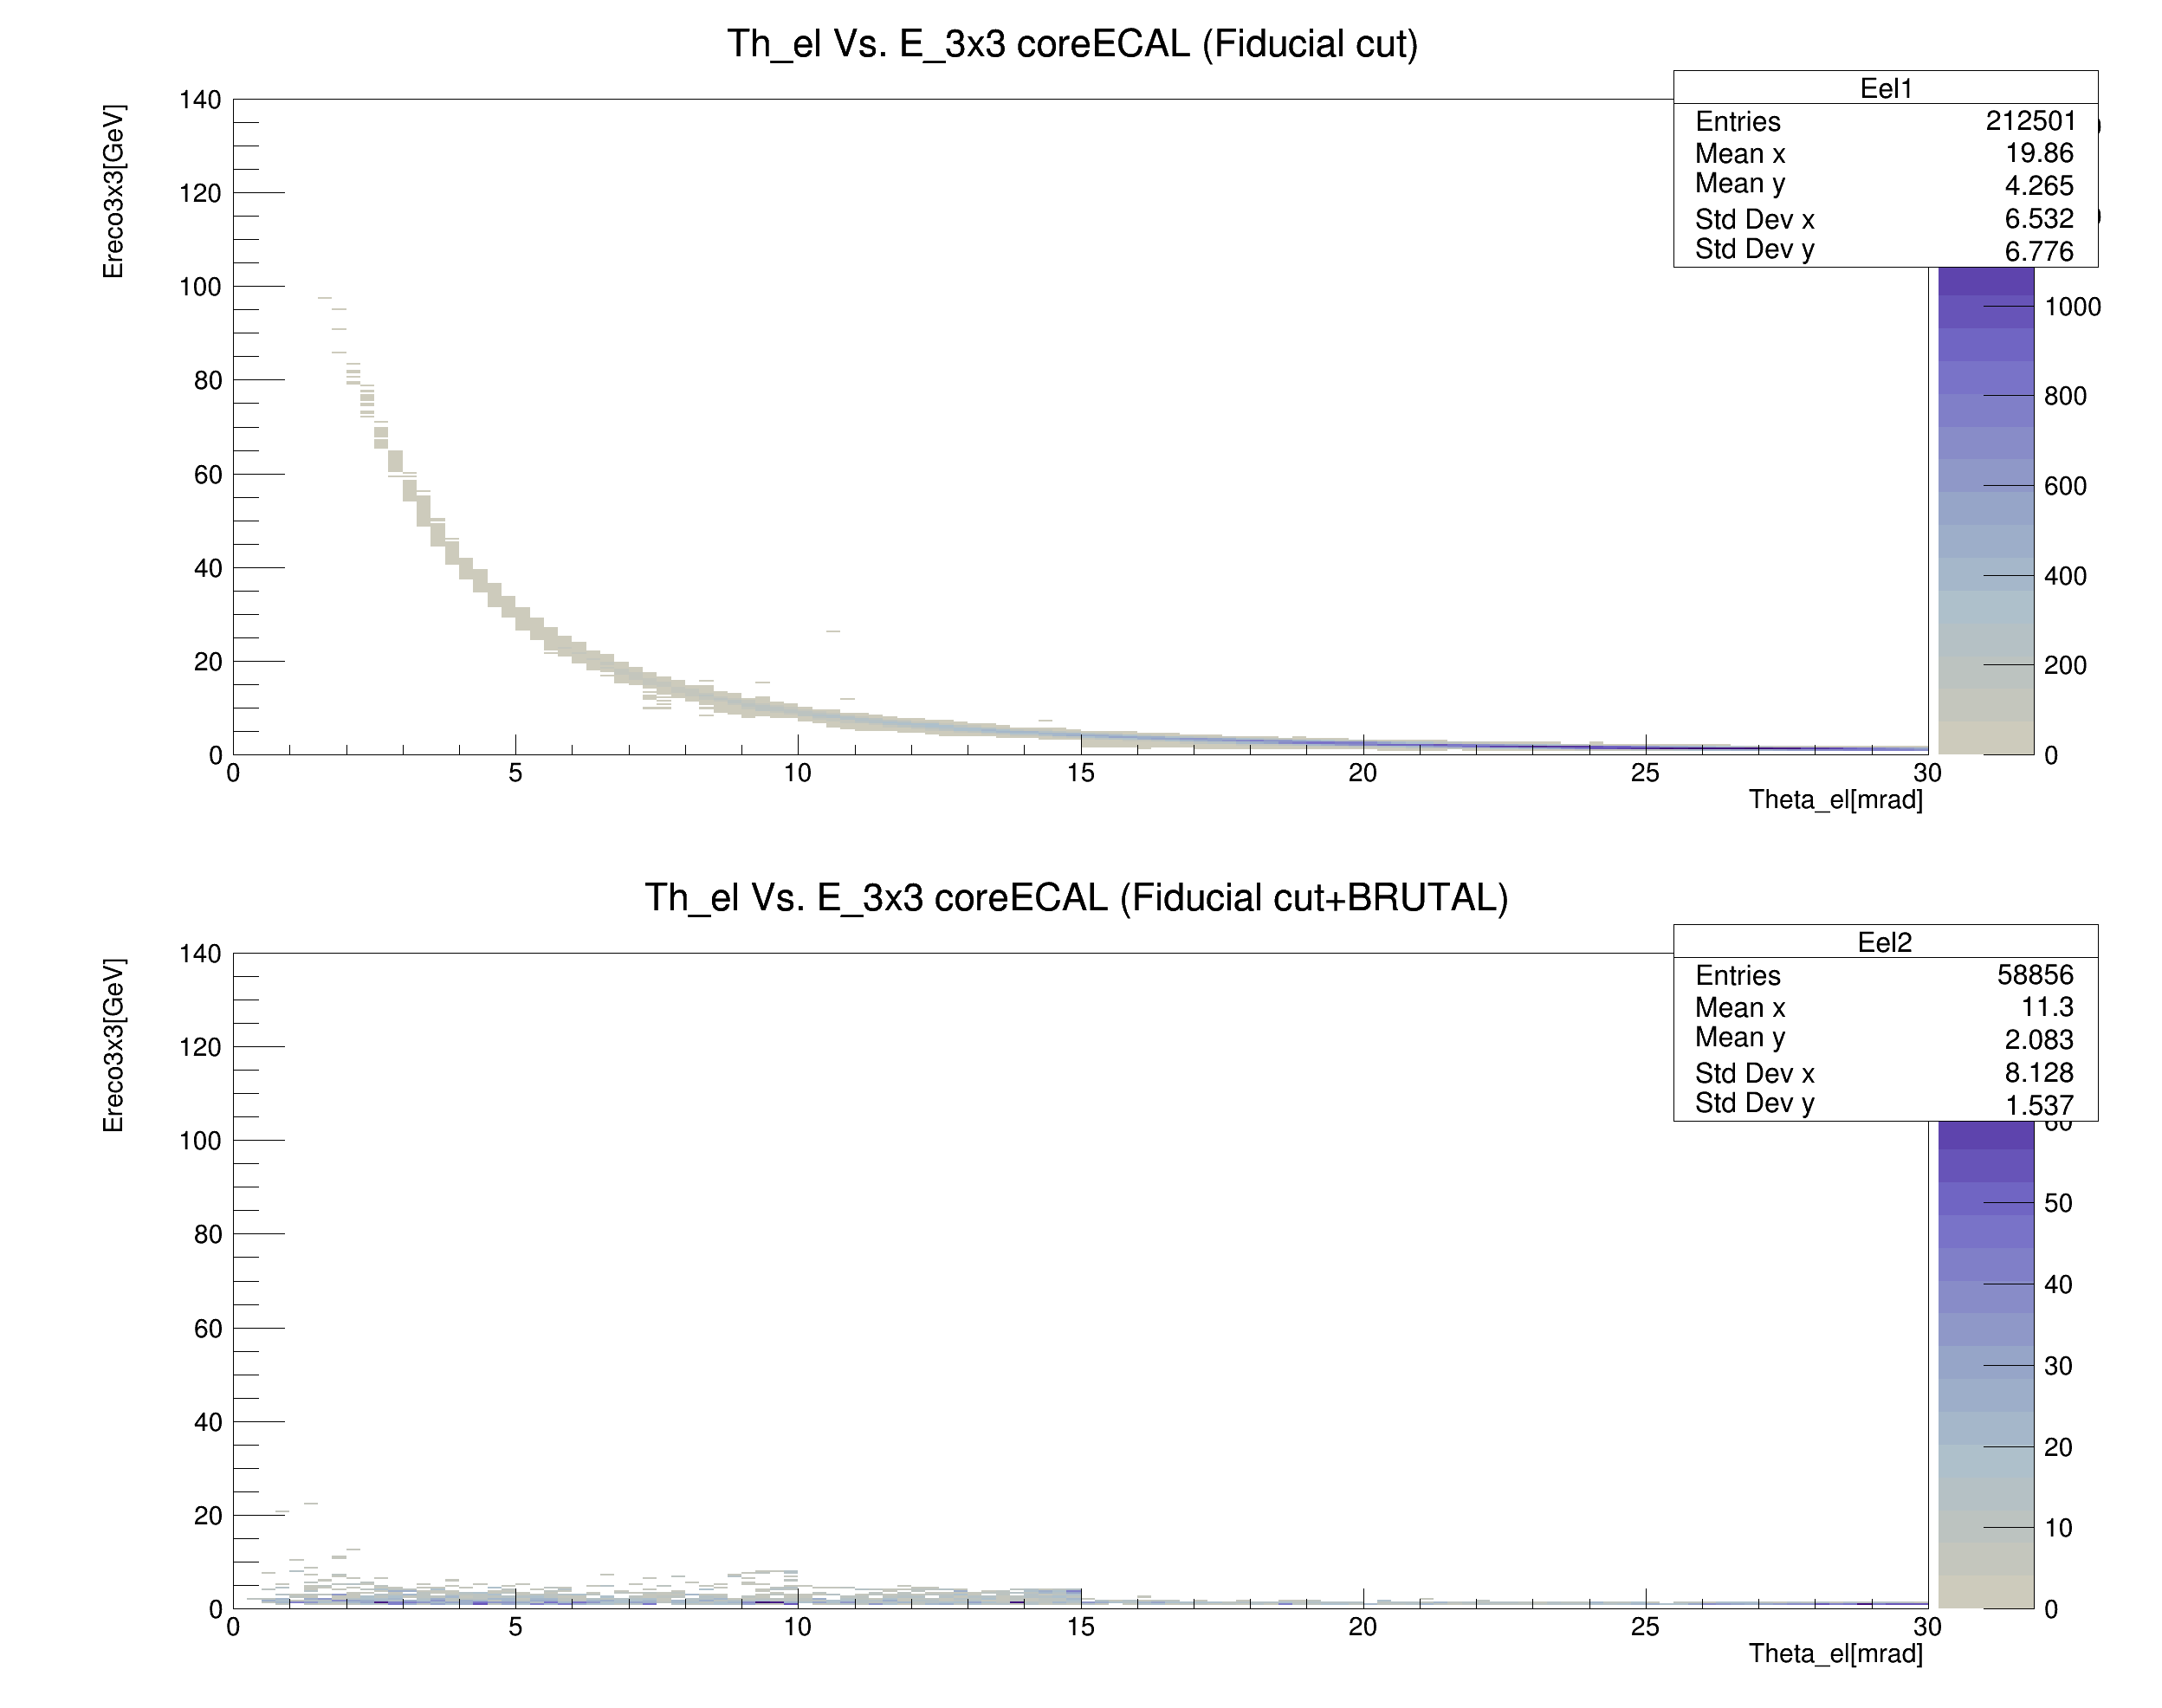 Th_el Vs. E_3x3 coreECAL (Fiducial cut)
Eel1
Entries 212501
Mean x 19.86
Mean y 4.265
Std Dev x 6.532
Std Dev y 6.776
Ereco3x3[GeV]
140
120
100
80
60
40
20
0
0 5 10 15 20 25 30
Theta_el[mrad]
1000
800
600
400
200
0
Th_el Vs. E_3x3 coreECAL (Fiducial cut+BRUTAL)
Eel2
Entries 58856
Mean x 11.3
Mean y 2.083
Std Dev x 8.128
Std Dev y 1.537
Ereco3x3[GeV]
140
120
100
80
60
40
20
0
0 5 10 15 20 25 30
Theta_el[mrad]
60
50
40
30
20
10
0